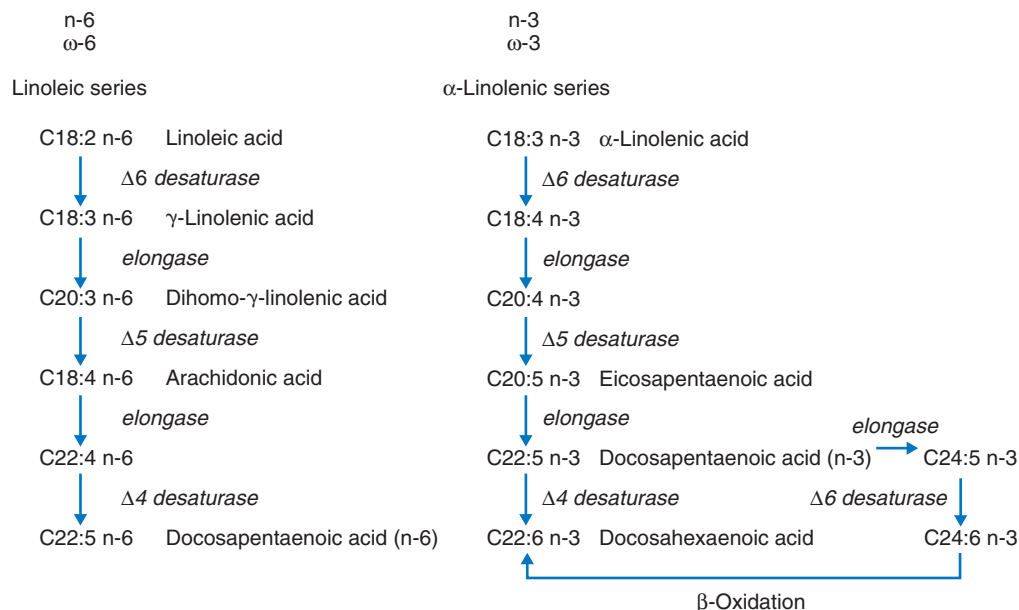 n-6
ω-6
Linoleic series
C18:2 n-6 Linoleic acid
Δ6 desaturase
C18:3 n-6 γ-Linolenic acid
elongase
C20:3 n-6 Dihomo-γ-linolenic acid
Δ5 desaturase
C18:4 n-6 Arachidonic acid
elongase
C22:4 n-6
Δ4 desaturase
C22:5 n-6 Docosapentaenoic acid (n-6)
n-3
ω-3
α-Linolenic series
C18:3 n-3 α-Linolenic acid
Δ6 desaturase
C18:4 n-3
elongase
C20:4 n-3
Δ5 desaturase
C20:5 n-3 Eicosapentaenoic acid
elongase
C22:5 n-3 Docosapentaenoic acid (n-3)
Δ4 desaturase
C22:6 n-3 Docosahexaenoic acid
elongase
C24:5 n-3
Δ6 desaturase
C24:6 n-3
β-Oxidation